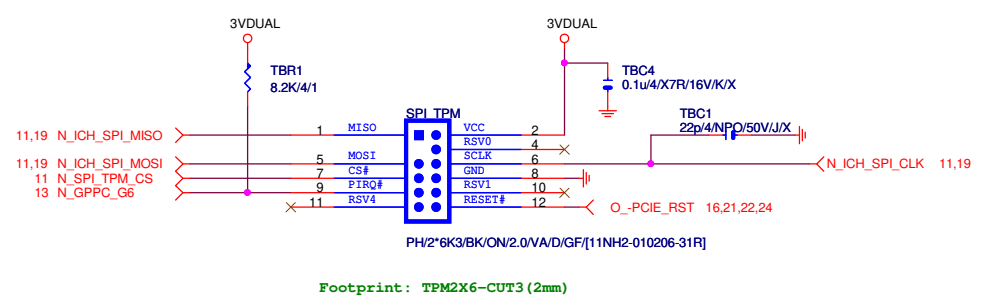 3VDUAL 3VDUAL
TBR1
8.2K/4/1
TBC4
0.1u/4/X7R/16V/K/X
SPI_TPM
TBC1
22p/4/NPO/50V/J/X
11,19 N_ICH_SPI_MISO 1 MISO VCC 2
RSV0 4
11,19 N_ICH_SPI_MOSI 5 MOSI SCLK 6 N_ICH_SPI_CLK 11,19
11 N_SPI_TPM_CS 7 CS# GND 8
13 N_GPPC_G6 9 PIRQ# RSV1 10
11 RSV4 RESET# 12 O_-PCIE_RST 16,21,22,24
PH/2*6K3/BK/ON/2.0/VA/D/GF/[11NH2-010206-31R]
Footprint: TPM2X6-CUT3(2mm)